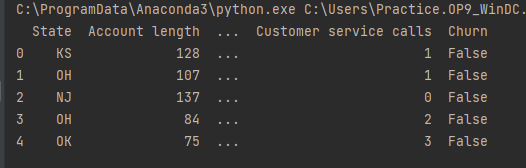 C:\ProgramData\Anaconda3\python.exe C:\Users\Practice.OP9_WinDC.
State Account length ... Customer service calls Churn
0 KS 128 ... 1 False
1 OH 107 ... 1 False
2 NJ 137 ... 0 False
3 OH 84 ... 2 False
4 OK 75 ... 3 False